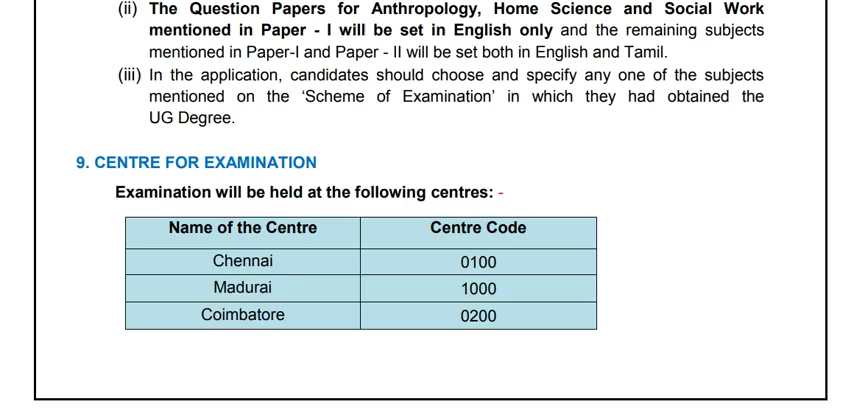 (ii) The Question Papers for Anthropology, Home Science and Social Work
mentioned in Paper - I will be set in English only and the remaining subjects
mentioned in Paper-I and Paper - II will be set both in English and Tamil.
(iii) In the application, candidates should choose and specify any one of the subjects
mentioned on the ‘Scheme of Examination’ in which they had obtained the
UG Degree.
9. CENTRE FOR EXAMINATION
Examination will be held at the following centres: -
Name of the Centre Centre Code
Chennai 0100
Madurai 1000
Coimbatore 0200